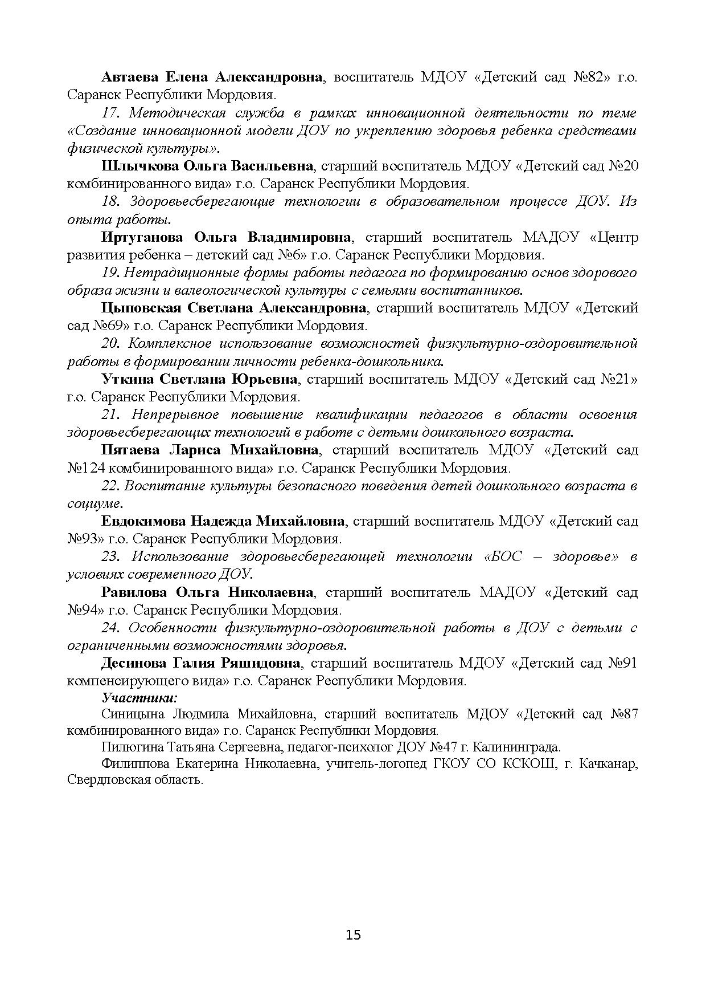 Автаева Елена Александровна, воспитатель МДОУ «Детский сад №82» г.о.
Саранск Республики Мордовия.
17. Методическая служба в рамках инновационной деятельности по теме
«Создание инновационной модели ДОУ по укреплению здоровья ребенка средствами
физической культуры».
Шлычкова Ольга Васильевна, старший воспитатель МДОУ «Детский сад №20
комбинированного вида» г.о. Саранск Республики Мордовия.
18. Здоровьесберегающие технологии в образовательном процессе ДОУ. Из
опыта работы.
Иртуганова Ольга Владимировна, старший воспитатель МАДОУ «Центр
развития ребенка – детский сад №6» г.о. Саранск Республики Мордовия.
19. Нетрадиционные формы работы педагога по формированию основ здорового
образа жизни и валеологической культуры с семьями воспитанников.
Цыповская Светлана Александровна, старший воспитатель МДОУ «Детский
сад №69» г.о. Саранск Республики Мордовия.
20. Комплексное использование возможностей физкультурно-оздоровительной
работы в формировании личности ребенка-дошкольника.
Уткина Светлана Юрьевна, старший воспитатель МДОУ «Детский сад №21»
г.о. Саранск Республики Мордовия.
21. Непрерывное повышение квалификации педагогов в области освоения
здоровьесберегающих технологий в работе с детьми дошкольного возраста.
Пятаева Лариса Михайловна, старший воспитатель МДОУ «Детский сад
№124 комбинированного вида» г.о. Саранск Республики Мордовия.
22. Воспитание культуры безопасного поведения детей дошкольного возраста в
социуме.
Евдокимова Надежда Михайловна, старший воспитатель МДОУ «Детский сад
№93» г.о. Саранск Республики Мордовия.
23. Использование здоровьесберегающей технологии «БОС – здоровье» в
условиях современного ДОУ.
Равилова Ольга Николаевна, старший воспитатель МАДОУ «Детский сад
№94» г.о. Саранск Республики Мордовия.
24. Особенности физкультурно-оздоровительной работы в ДОУ с детьми с
ограниченными возможностями здоровья.
Десинова Галия Ряшидовна, старший воспитатель МДОУ «Детский сад №91
компенсирующего вида» г.о. Саранск Республики Мордовия.
Участники:
Синицына Людмила Михайловна, старший воспитатель МДОУ «Детский сад №87
комбинированного вида» г.о. Саранск Республики Мордовия.
Пилюгина Татьяна Сергеевна, педагог-психолог ДОУ №47 г. Калининграда.
Филиппова Екатерина Николаевна, учитель-логопед ГКОУ СО КСКОШ, г. Качканар,
Свердловская область.
15